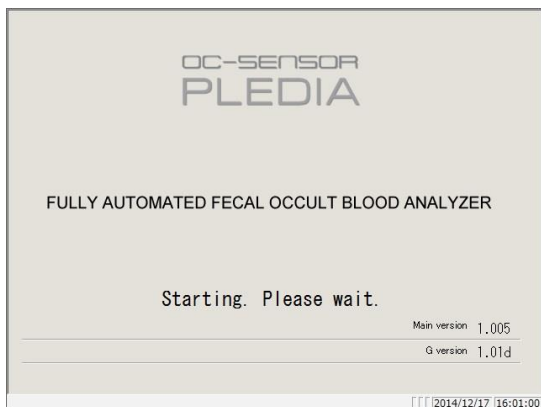 OC-SENSOR
PLEDIA
FULLY AUTOMATED FECAL OCCULT BLOOD ANALYZER
Starting. Please wait.
Main version 1.005
G version 1.01d
2014/12/17 16:01:00